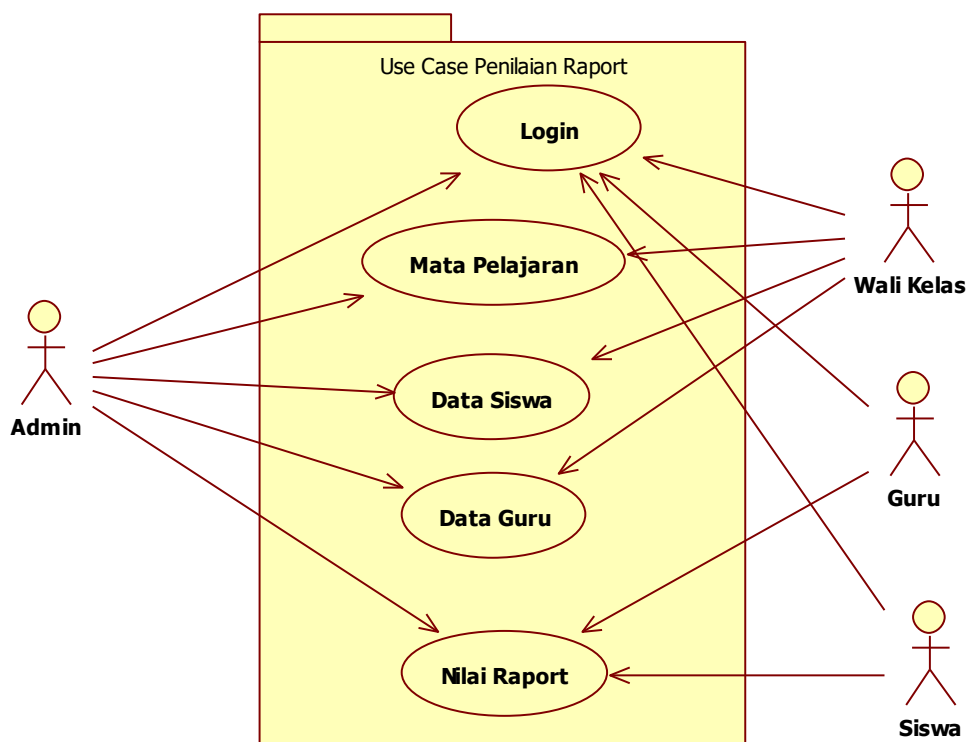 Use Case Penilaian Raport
Login
Mata Pelajaran
Wali Kelas
Data Siswa
Admin
Data Guru
Guru
Nilai Raport
Siswa